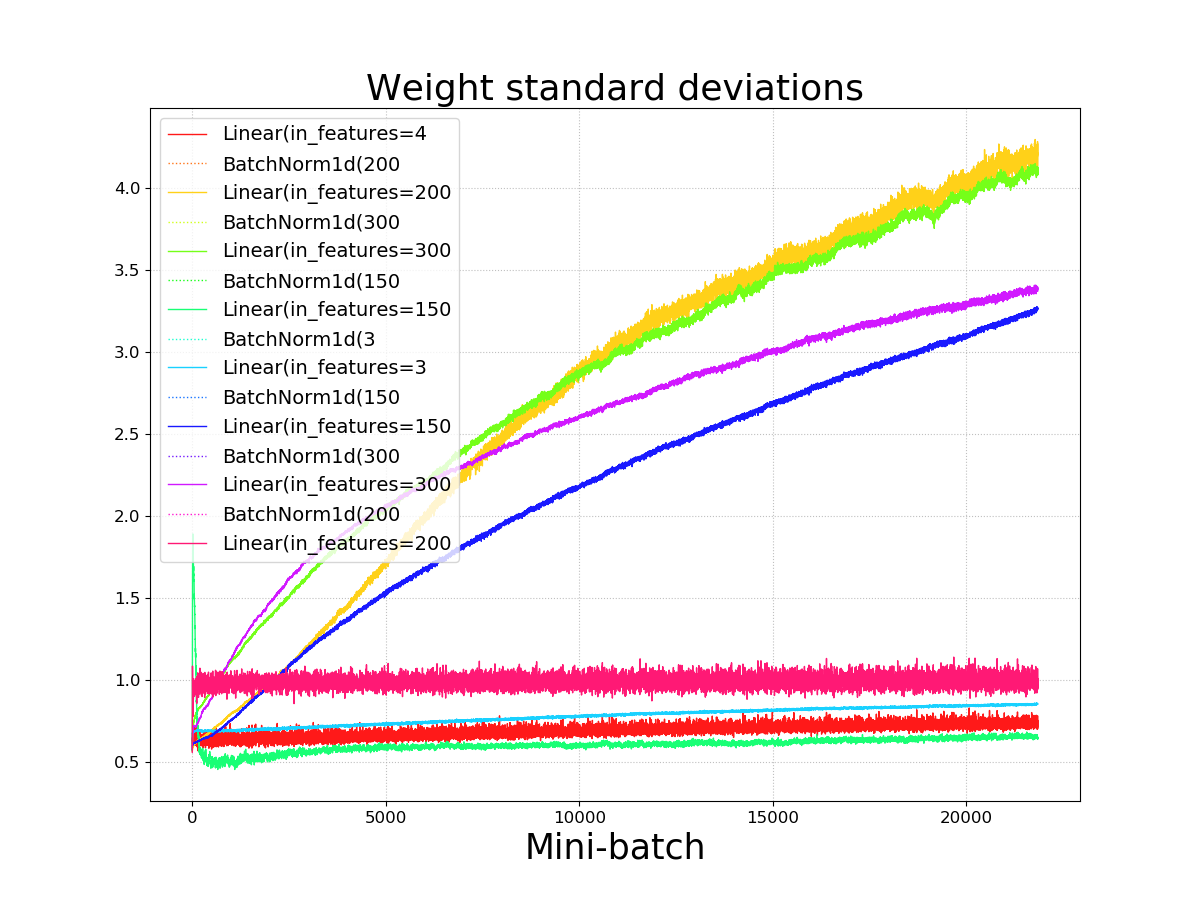 Weight standard deviations
Linear(in_features=4
BatchNorm1d(200
Linear(in_features=200
BatchNorm1d(300
Linear(in_features=300
BatchNorm1d(150
Linear(in_features=150
BatchNorm1d(3
Linear(in_features=3
BatchNorm1d(150
Linear(in_features=150
BatchNorm1d(300
Linear(in_features=300
BatchNorm1d(200
Linear(in_features=200
4.0
3.5
3.0
2.5
2.0
1.5
1.0
0.5
0 5000 10000 15000 20000
Mini-batch